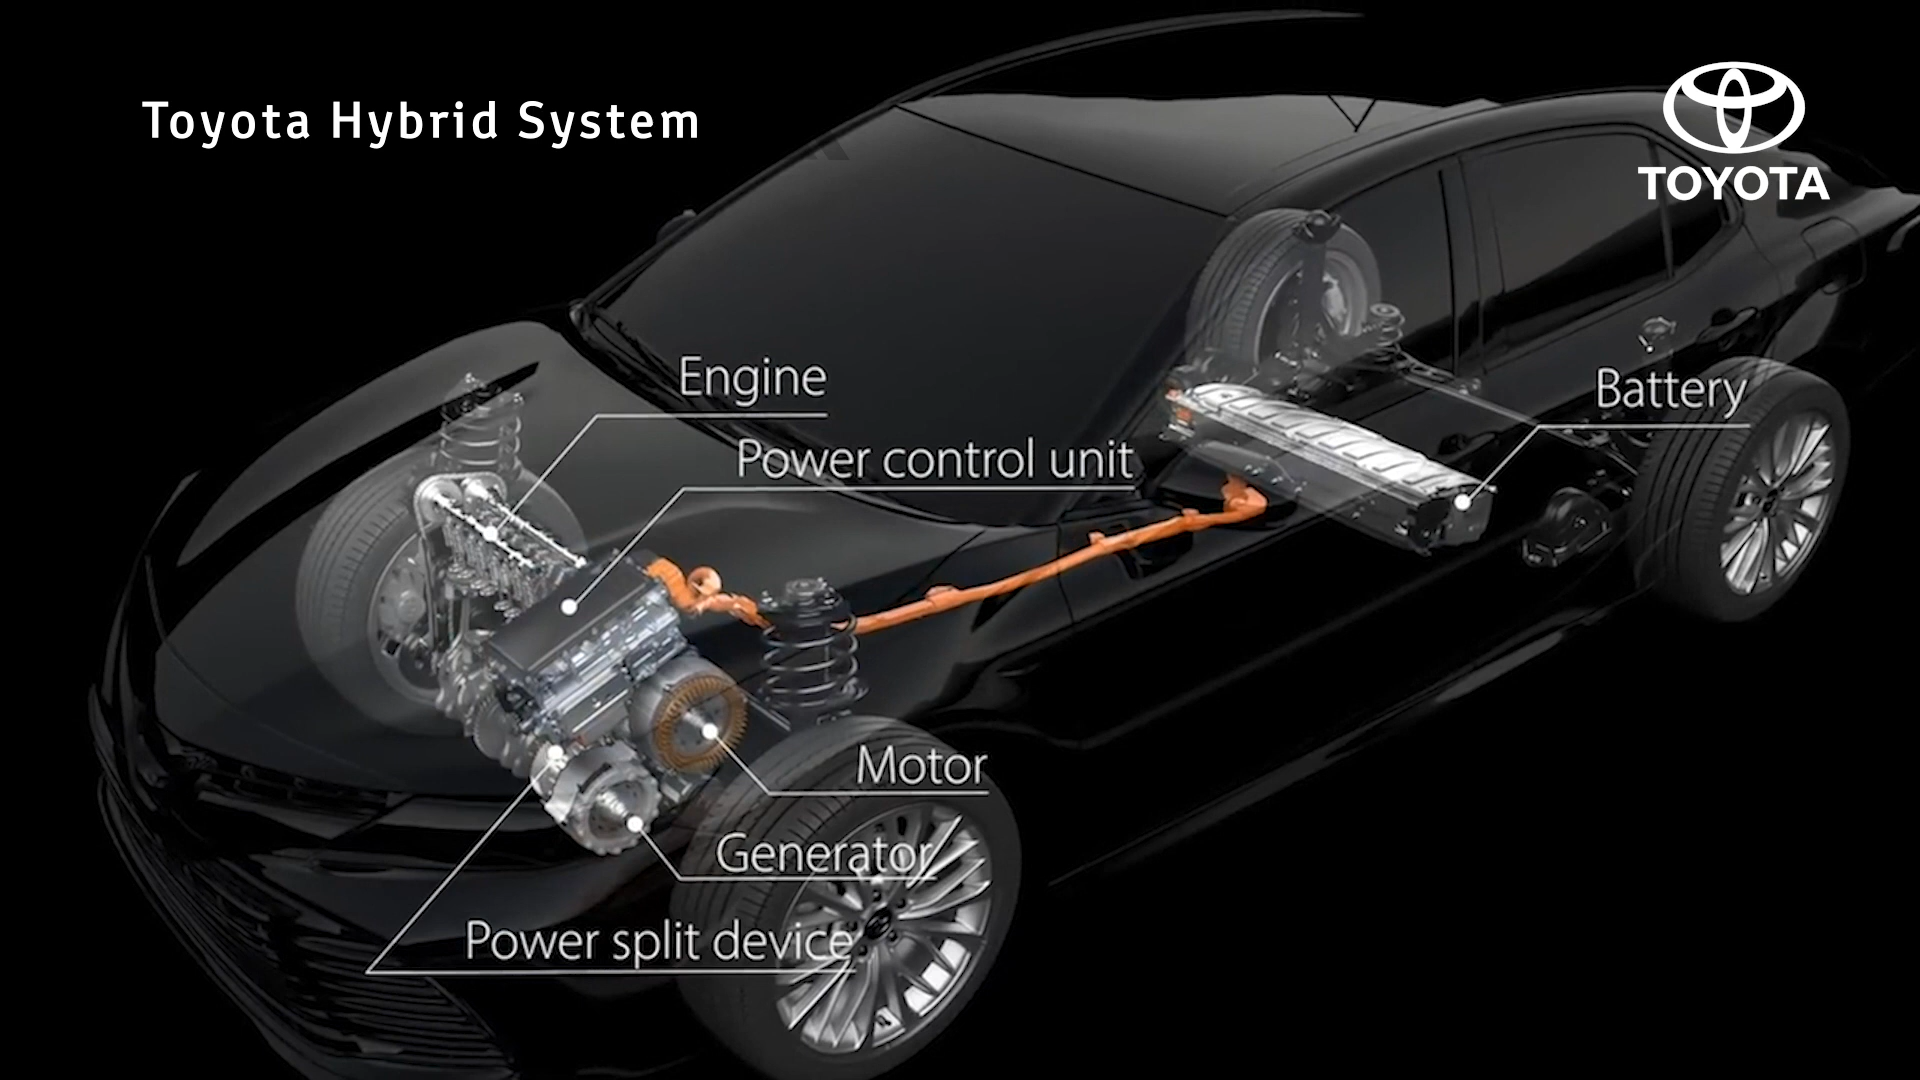 Toyota Hybrid System
TOYOTA
Engine
Power control unit
Battery
Motor
Generator
Power split device